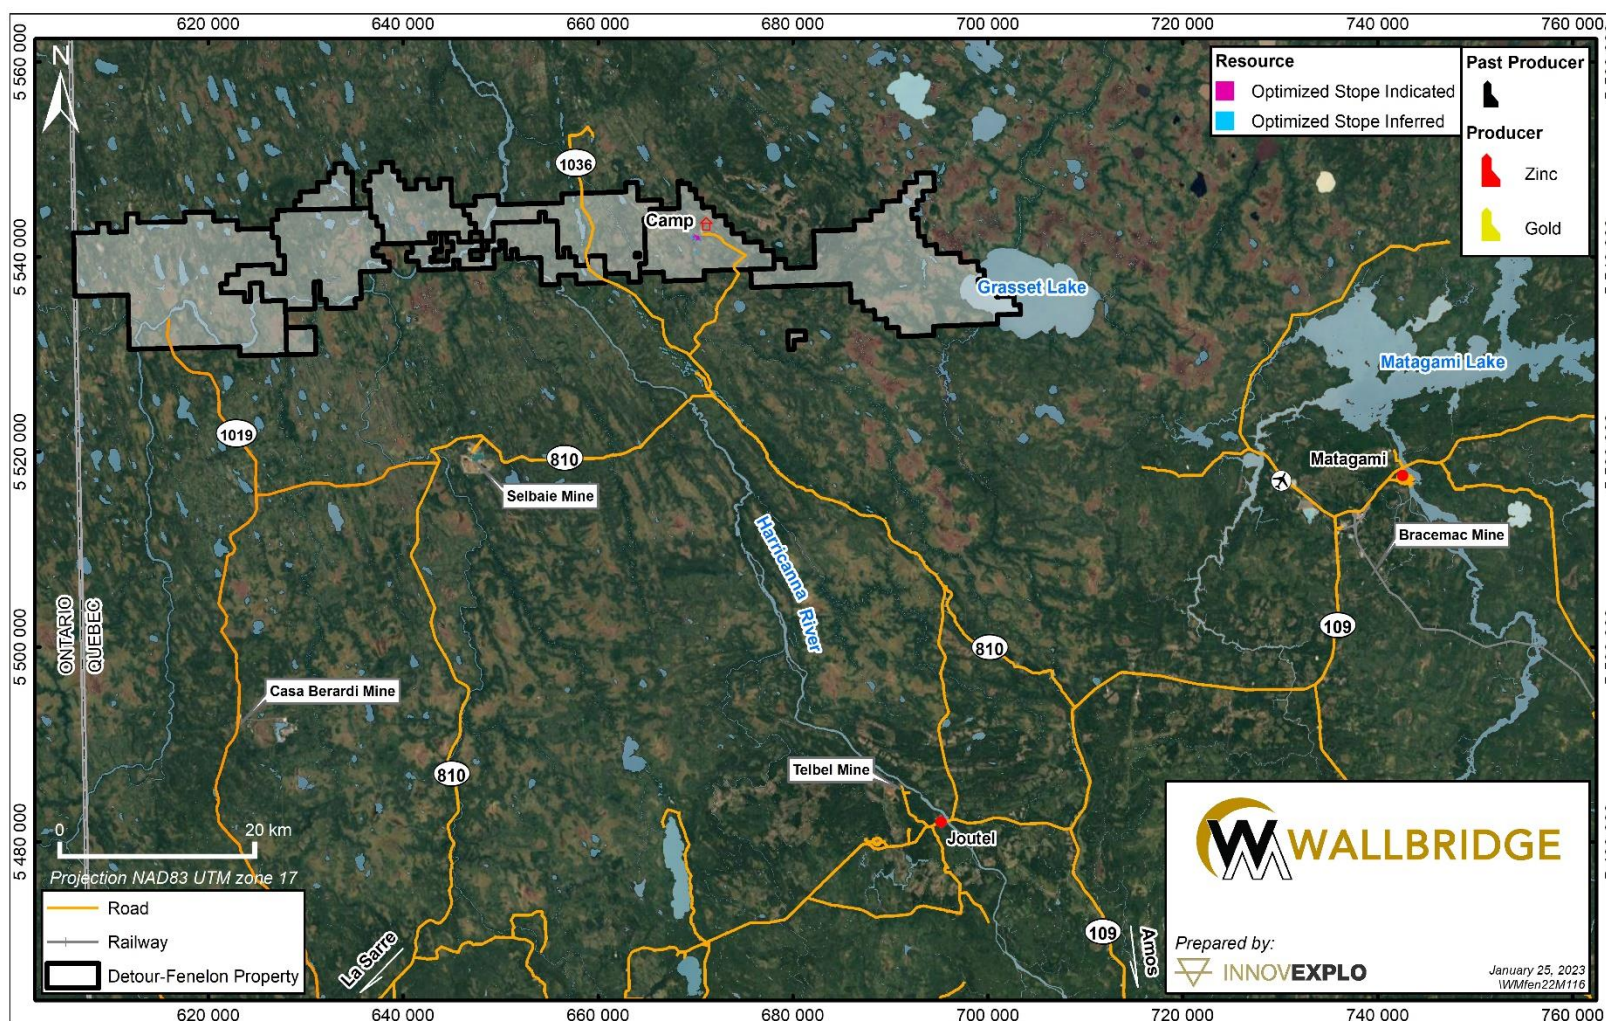 620 000
640 000
660 000
680 000
700 000
720 000
740 000
760 000
5 560 000
5 540 000
5 520 000
5 500 000
5 480 000
N
Resource
Optimized Stope Indicated
Optimized Stope Inferred
Past Producer
Producer
Zinc
Gold
1036
Camp
Grasset Lake
Matagami Lake
1019
810
Selbaie Mine
Matagami
Bracemac Mine
Harricanna River
ONTARIO
QUEBEC
109
810
Casa Berardi Mine
810
Telbel Mine
Joutel
0 20 km
Projection NAD83 UTM zone 17
Road
Railway
Detour-Fenelon Property
La Sarre
109
Amos
WALLBRIDGE
Prepared by:
INNOVEXPLO
January 25, 2023
\WMfen22M116
620 000
640 000
660 000
680 000
700 000
720 000
740 000
760 000